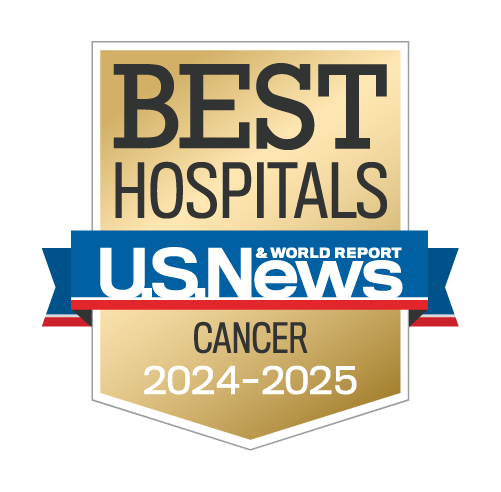 BEST
HOSPITALS
& WORLD REPORT
U.S.News
CANCER
2024-2025